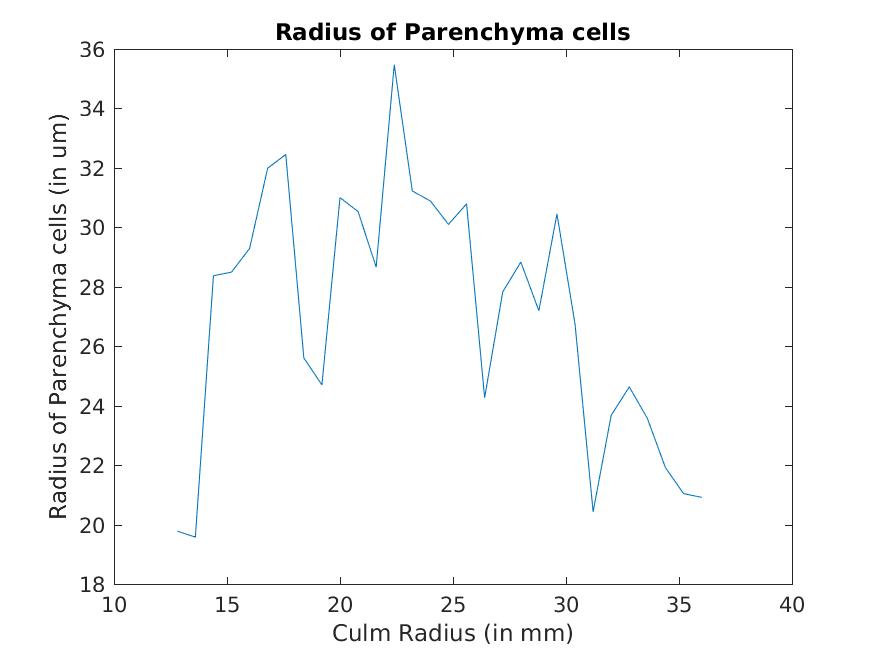 Radius of Parenchyma cells
36
34
32
30
28
26
24
22
20
18
Radius of Parenchyma cells (in um)
10 15 20 25 30 35 40
Culm Radius (in mm)